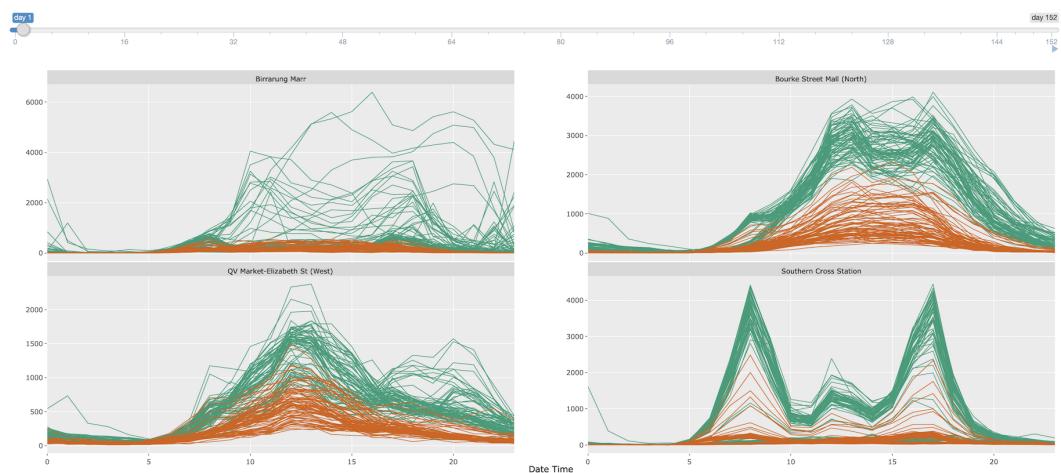 day 1
day 152
0 16 32 48 64 80 96 112 128 144 152
Birrarung Marr
6000
4000
2000
0
Bourke Street Mall (North)
4000
3000
2000
1000
0
QV Market-Elizabeth St (West)
2000
1500
1000
500
0
0 5 10 15 20
Southern Cross Station
4000
3000
2000
1000
0
0 5 10 15 20
Date Time